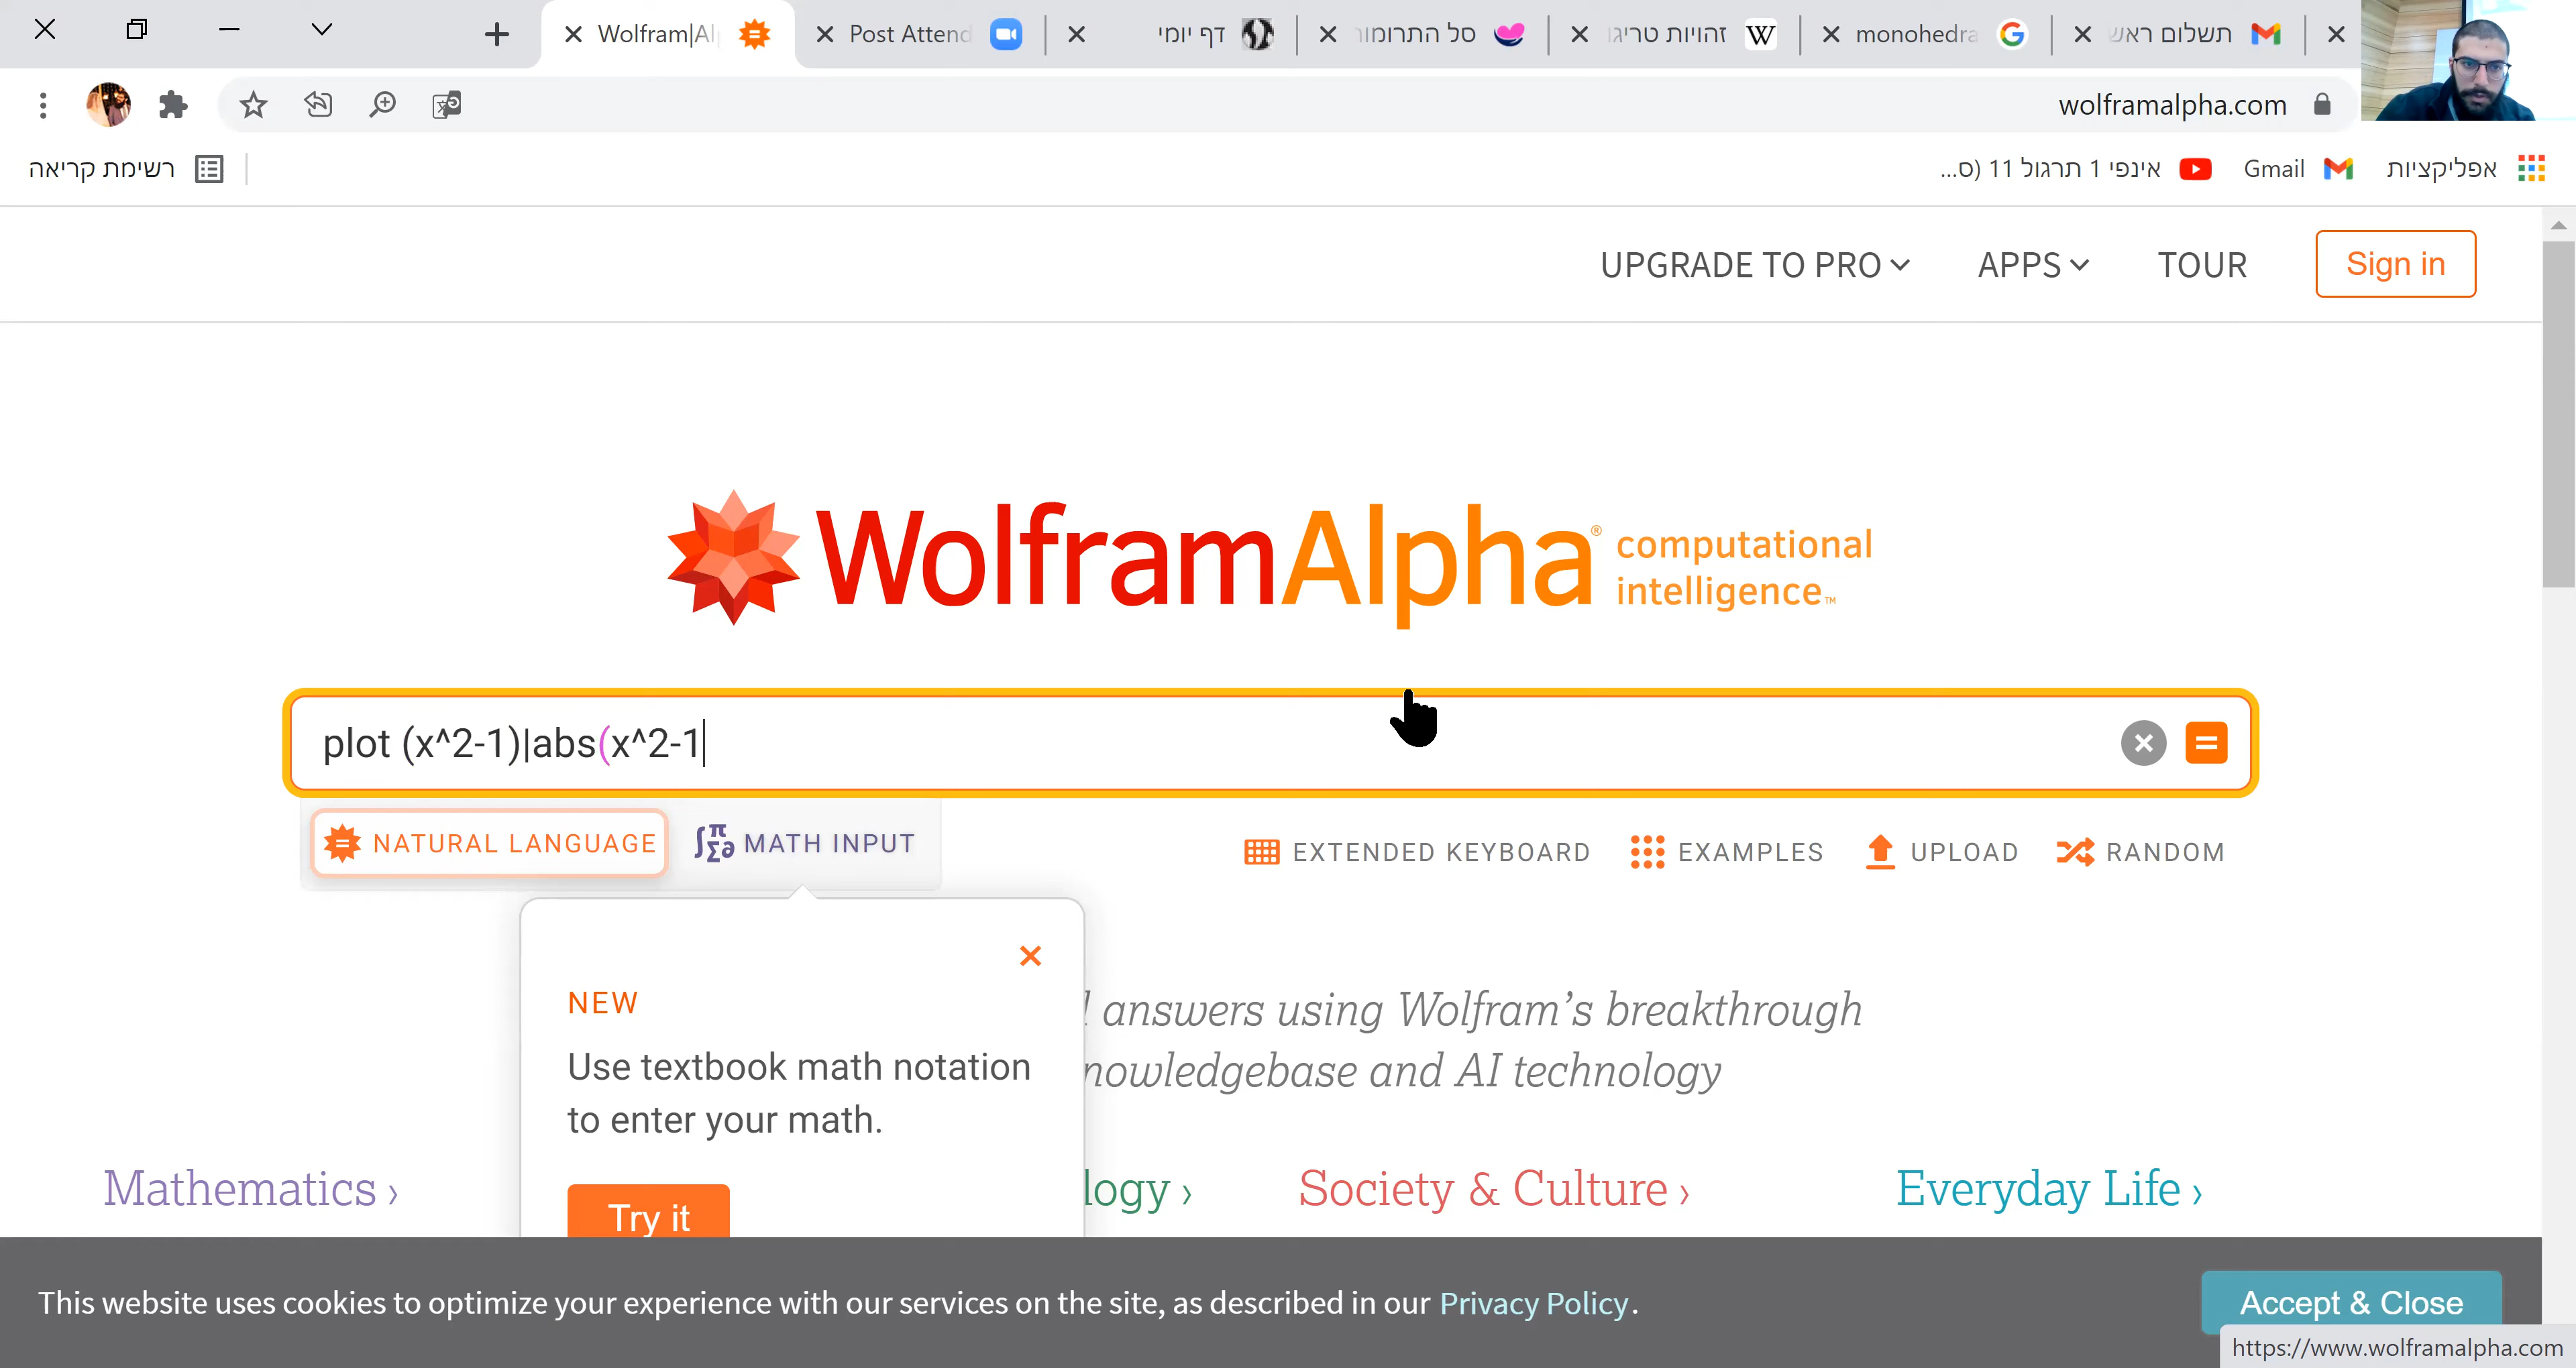 Wolfram|Al
Post Attend
דף יומי
סל התרומור
זהויות טריגו
W
monohedra
תשלום ראש
wolframalpha.com
רשימת קריאה
אינפי 1 תרגול 11 (ס...
Gmail
אפליקציות
UPGRADE TO PRO
APPS
TOUR
Sign in
WolframAlpha® computational
intelligence™
plot (x^2-1)|abs(x^2-1
NATURAL LANGUAGE
MATH INPUT
EXTENDED KEYBOARD
EXAMPLES
UPLOAD
RANDOM
NEW
Use textbook math notation
to enter your math.
Try it
answers using Wolfram's breakthrough
nowledgebase and AI technology
Mathematics ›
logy ›
Society & Culture ›
Everyday Life ›
This website uses cookies to optimize your experience with our services on the site, as described in our Privacy Policy.
Accept & Close
https://www.wolframalpha.com